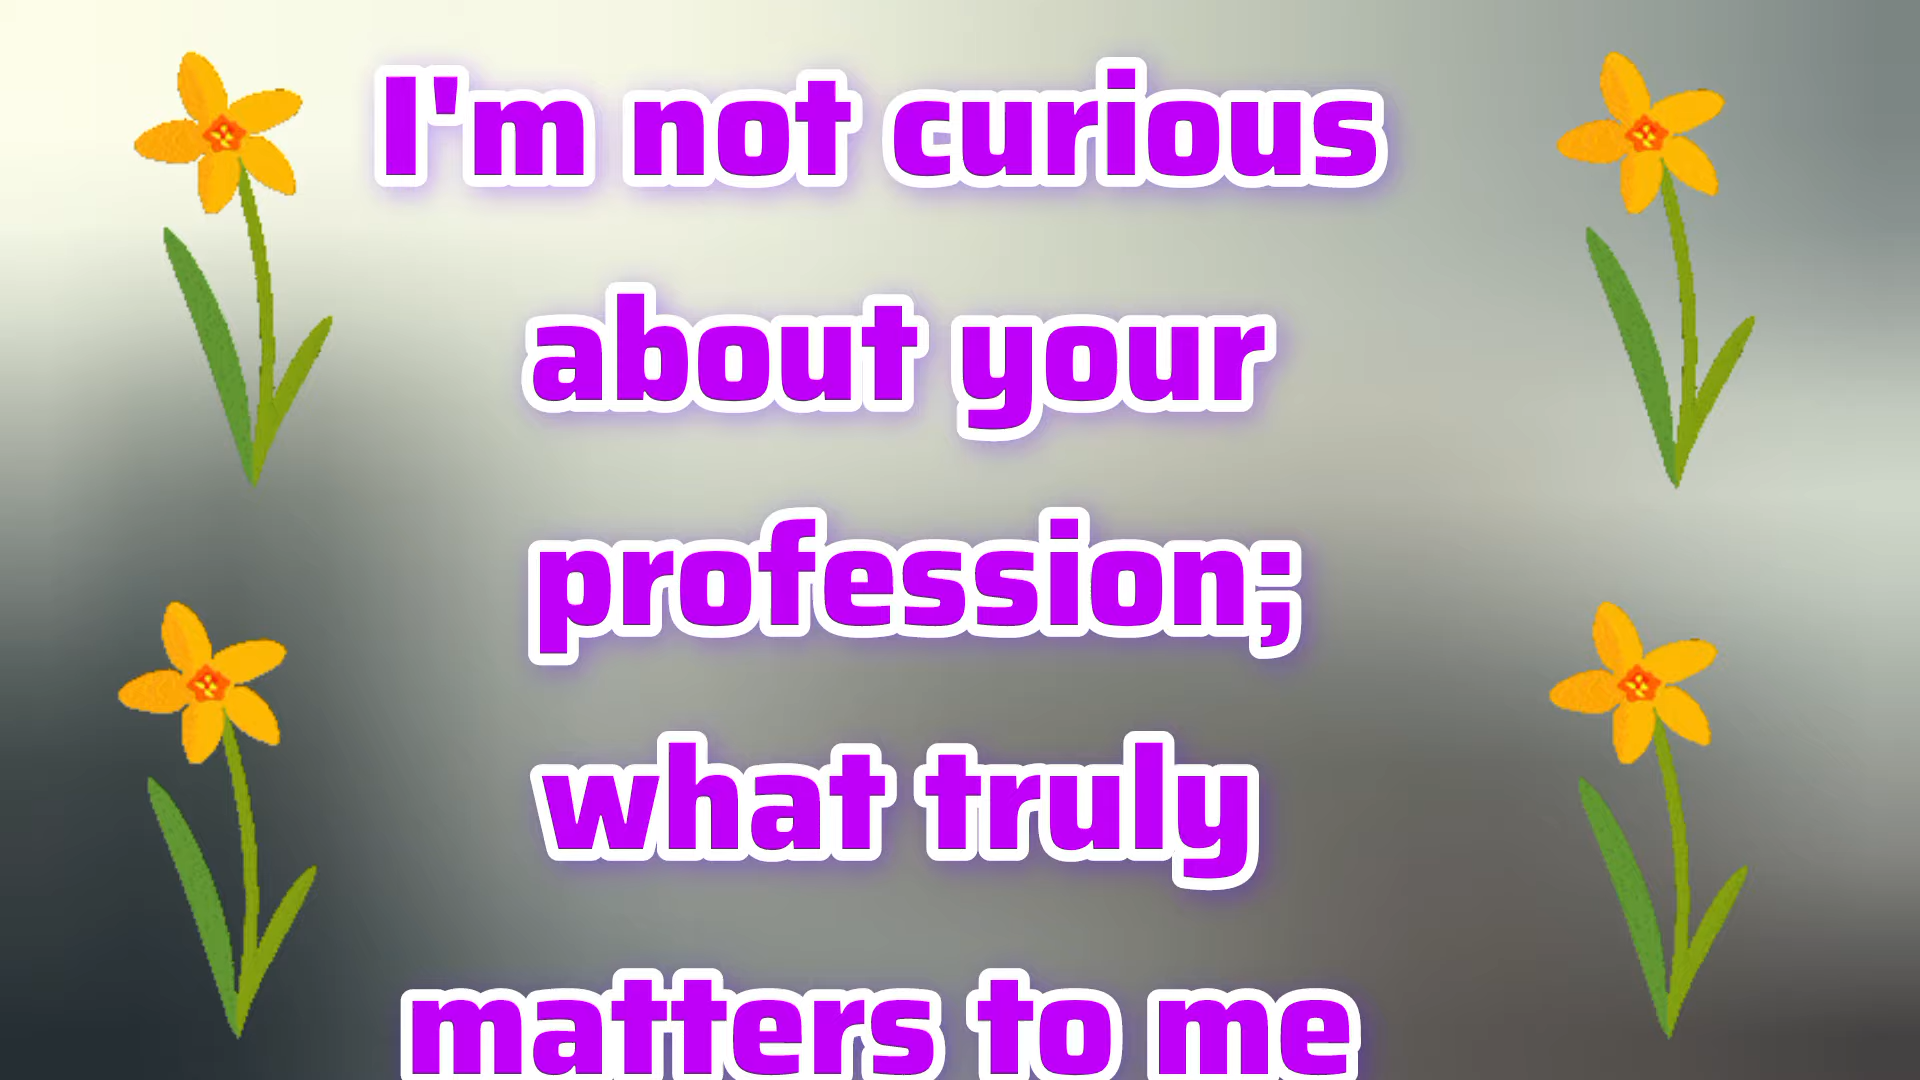 I'm not curious
about your
profession;
what truly
matters to me